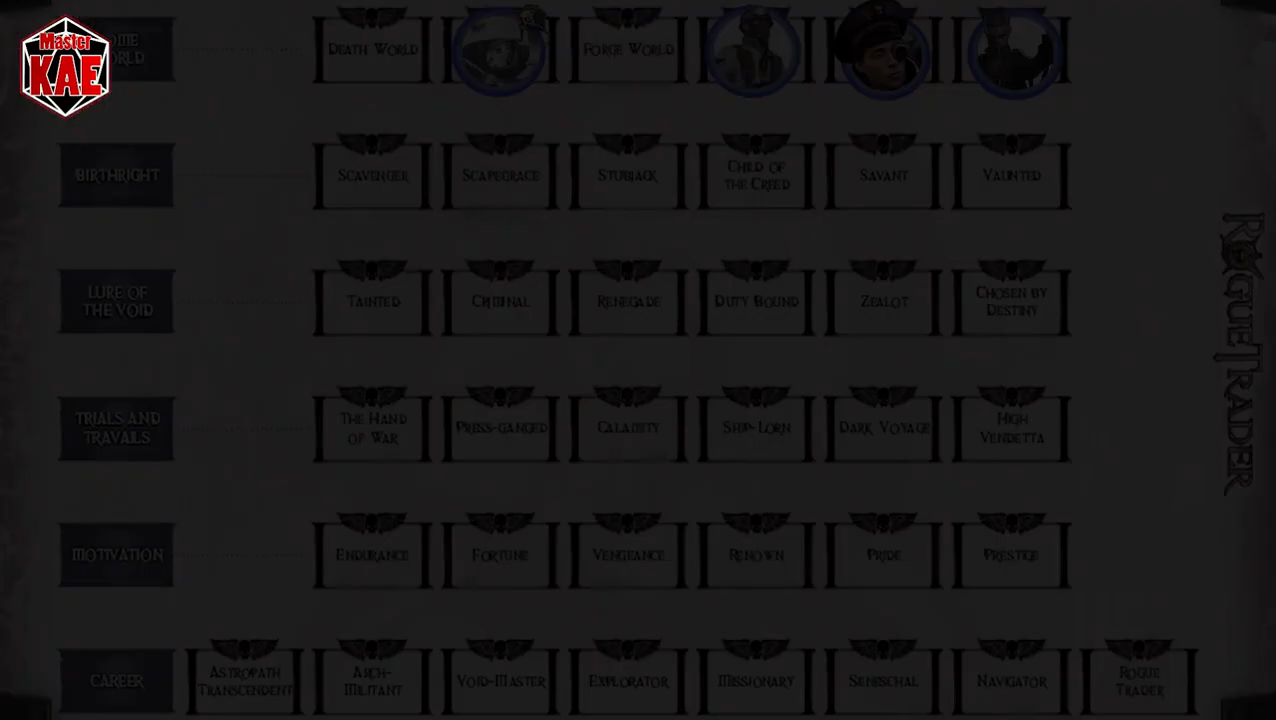 Master
KAE
HOME
WORLD
DEATH WORLD
FORGE WORLD
BIRTHRIGHT
SCAVENGER
SCAPEGRACE
STUBJACK
CHILD OF
THE CREED
SAVANT
VAUNTED
LURE OF
THE VOID
TAINTED
CRIMINAL
RENEGADE
DUTY BOUND
ZEALOT
CHOSEN BY
DESTINY
TRIALS AND
TRAVAILS
THE HAND
OF WAR
PRESS-GANGED
CALAMITY
SHIP-LORN
DARK VOYAGE
HIGH
VENDETTA
MOTIVATION
ENDURANCE
FORTUNE
VENGEANCE
RENOWN
PRIDE
PRESTIGE
CAREER
ASTROPATH
TRANSCENDENT
ARCH-
MILITANT
VOID-MASTER
EXPLORATOR
MISSIONARY
SENESCHAL
NAVIGATOR
ROGUE
TRADER
ROGUE TRADER